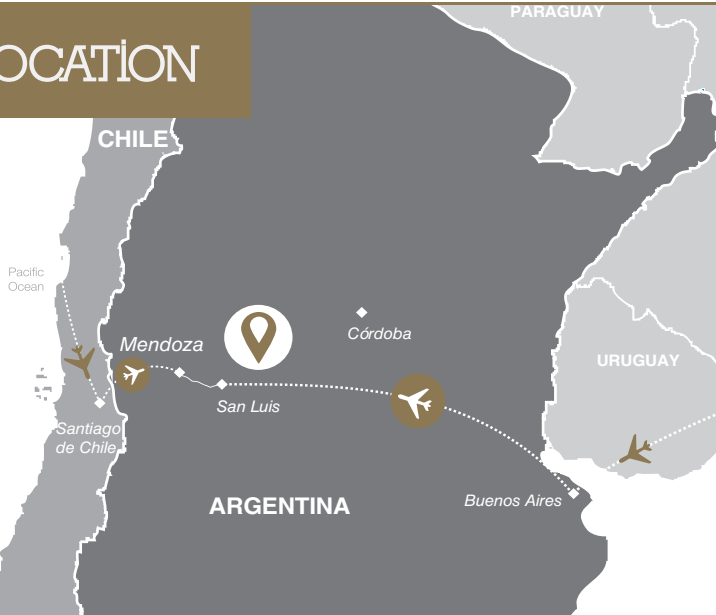 PARAGUAY
OCATION
CHILE
Pacific
Ocean
Córdoba
Mendoza
URUGUAY
San Luis
Santiago
de Chile
Buenos Aires
ARGENTINA